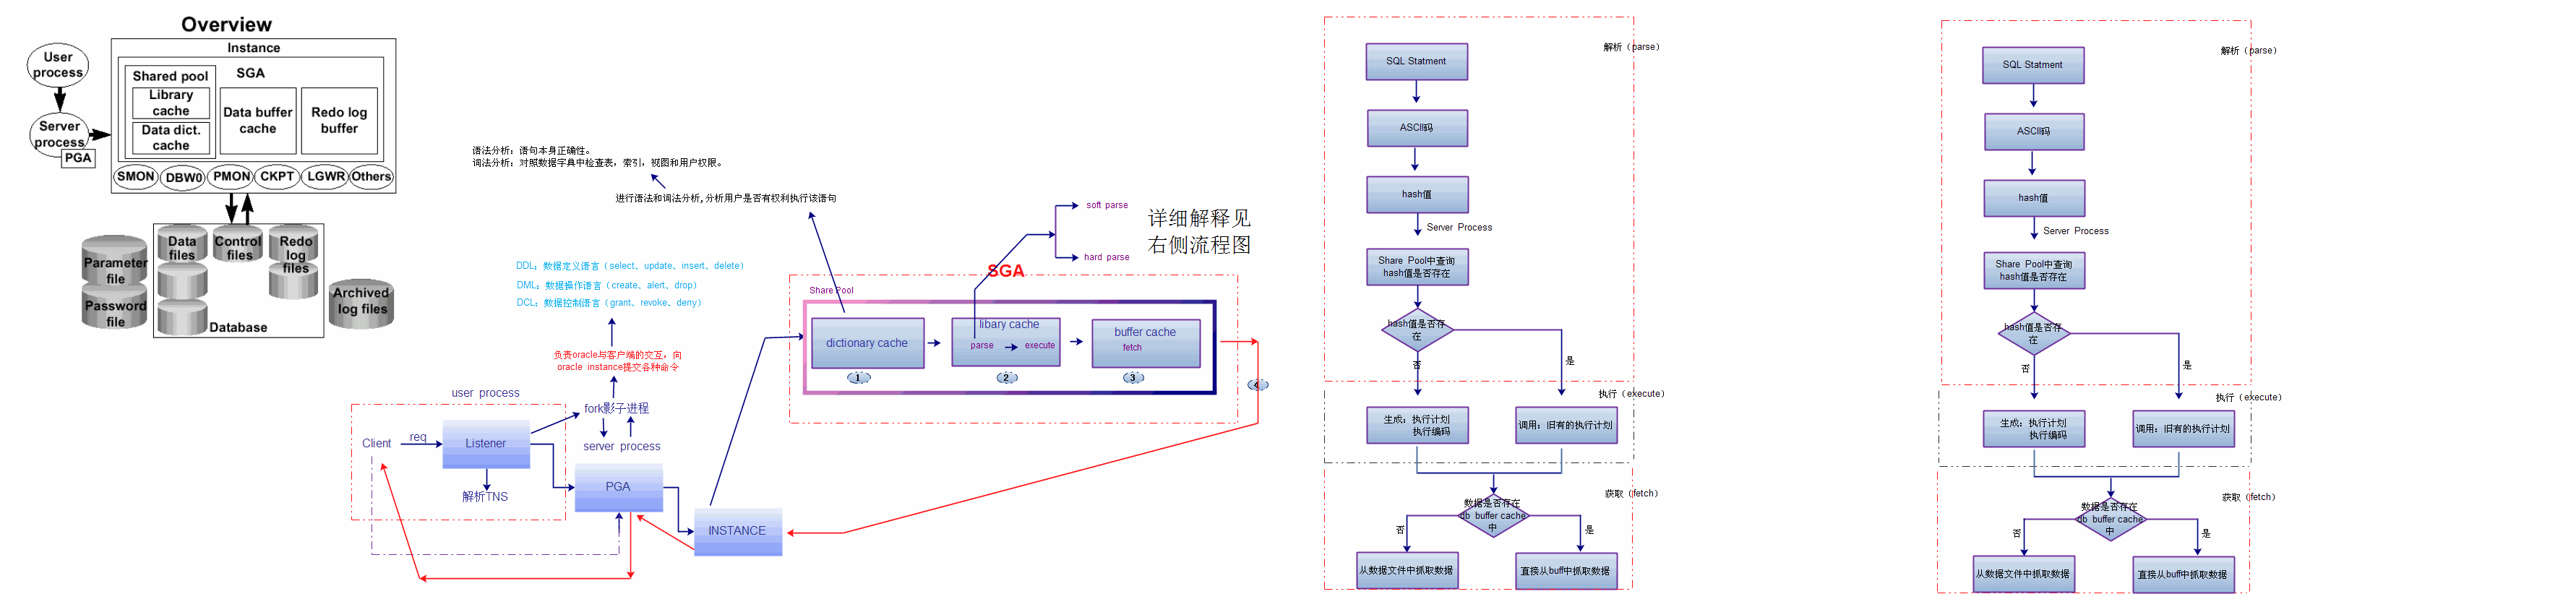 Overview
Instance
User
process
SGA
Shared pool
Library
cache
Data buffer
cache
Redo log
buffer
Server
process
PGA
Data dict.
cache
SMON
DBW0
PMON
CKPT
LGWR
Others
Data
files
Control
files
Redo
log
files
Parameter
file
Password
file
Archived
log files
Database
语法分析：语句本身正确性。
词法分析：对照数据字典中检查表，索引，视图和用户权限。
进行语法和词法分析,分析用户是否有权利执行该语句
soft parse
hard parse
详细解释见
右侧流程图
DDL：数据定义语言（select、update、insert、delete）
DML：数据操作语言（create、alert、drop）
DCL：数据控制语言（grant、revoke、deny）
SGA
Share Pool
dictionary cache
libary cache
parse
execute
buffer cache
fetch
1
2
3
4
负责oracle与客户端的交互，向
oracle instance提交各种命令
user process
fork影子进程
Client
req
Listener
server process
解析TNS
PGA
INSTANCE
解析（parse）
SQL Statment
ASCII码
hash值
Server Process
Share Pool中查询
hash值是否存在
hash值是否存
在
否
是
执行（execute）
生成：执行计划
执行编码
调用：旧有的执行计划
获取（fetch）
数据是否存在
db buffer cache
中
否
是
从数据文件中抓取数据
直接从buff中抓取数据
解析（parse）
SQL Statment
ASCII码
hash值
Server Process
Share Pool中查询
hash值是否存在
hash值是否存
在
否
是
执行（execute）
生成：执行计划
执行编码
调用：旧有的执行计划
获取（fetch）
数据是否存在
db buffer cache
中
否
是
从数据文件中抓取数据
直接从buff中抓取数据